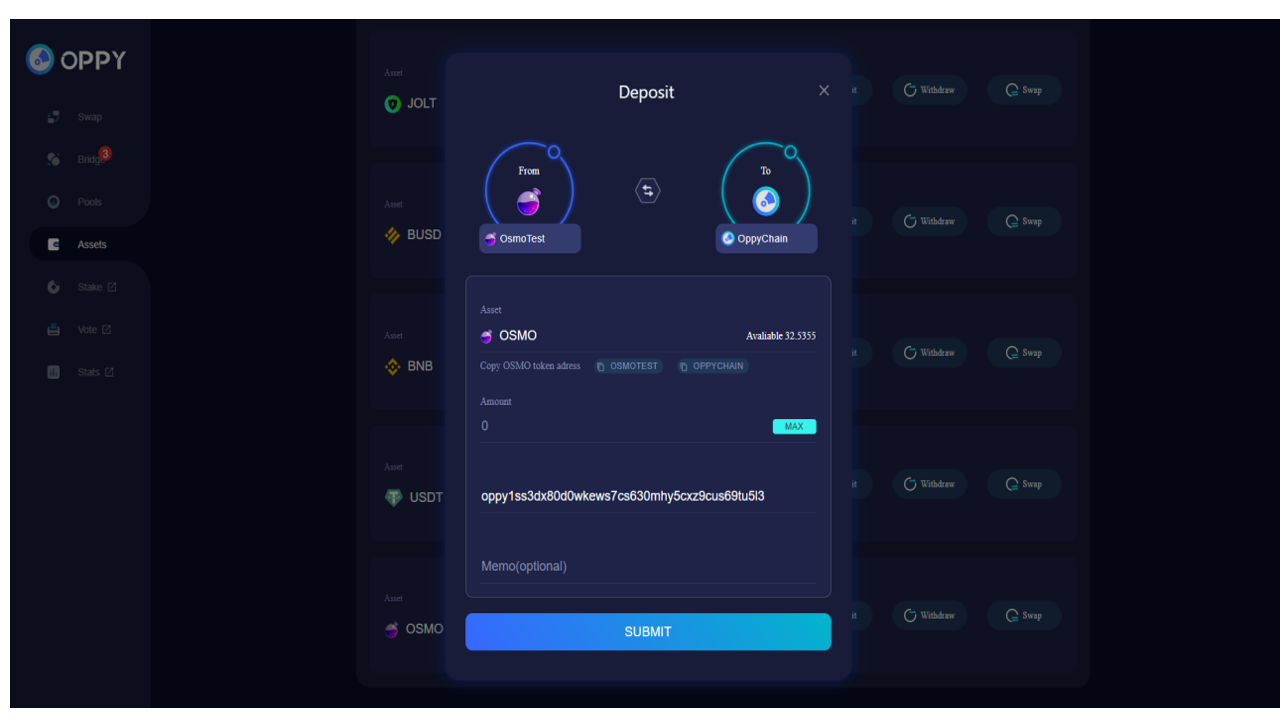 OPPY
Swap
Bridg
3
Pools
Assets
Stake
Vote
Stats
Asset
JOLT
Withdraw
Swap
Asset
BUSD
it
Withdraw
Swap
Asset
BNB
it
Withdraw
Swap
Asset
USDT
it
Withdraw
Swap
Asset
OSMO
it
Withdraw
Swap
Deposit
From
OsmoTest
To
OppyChain
Asset
OSMO
Avaliable 32.5355
Copy OSMO token adress OSMOTEST OPPYCHAIN
Amount
0 MAX
oppy1ss3dx80d0wkews7cs630mhy5cxz9cus69tu5l3
Memo(optional)
SUBMIT